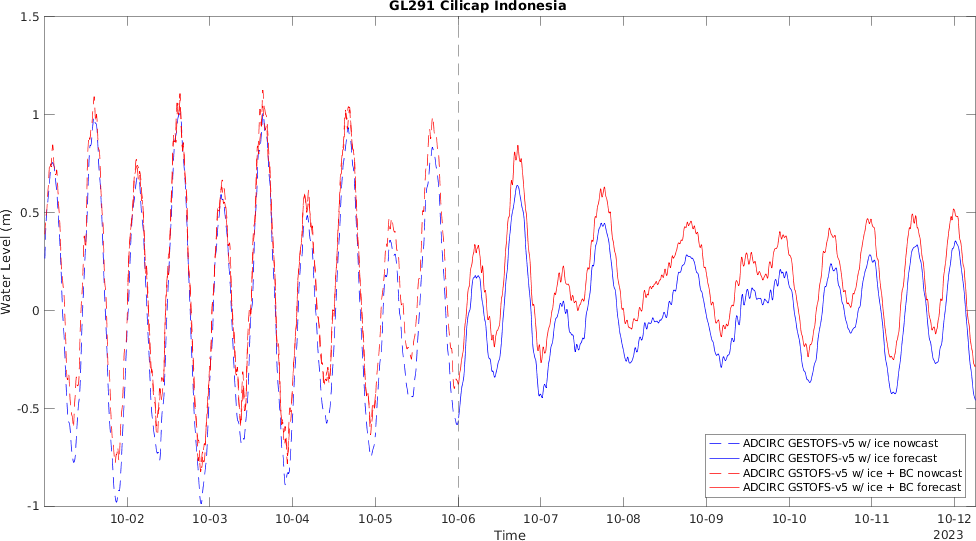 GL291 Cilicap Indonesia
1.5
1
0.5
0
-0.5
-1
Water Level (m)
10-02 10-03 10-04 10-05 10-06 10-07 10-08 10-09 10-10 10-11 10-12
Time
2023
ADCIRC GESTOFS-v5 w/ ice nowcast
ADCIRC GESTOFS-v5 w/ ice forecast
ADCIRC GSTOFS-v5 w/ ice + BC nowcast
ADCIRC GSTOFS-v5 w/ ice + BC forecast